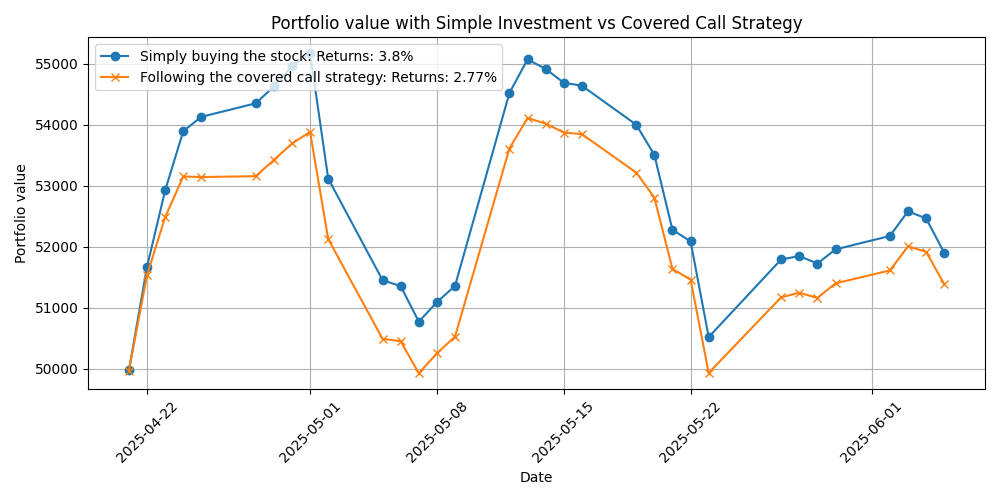 Portfolio value with Simple Investment vs Covered Call Strategy
Simply buying the stock: Returns: 3.8%
Following the covered call strategy: Returns: 2.77%
Portfolio value
55000
54000
53000
52000
51000
50000
2025-04-22
2025-05-01
2025-05-08
2025-05-15
2025-05-22
2025-06-01
Date